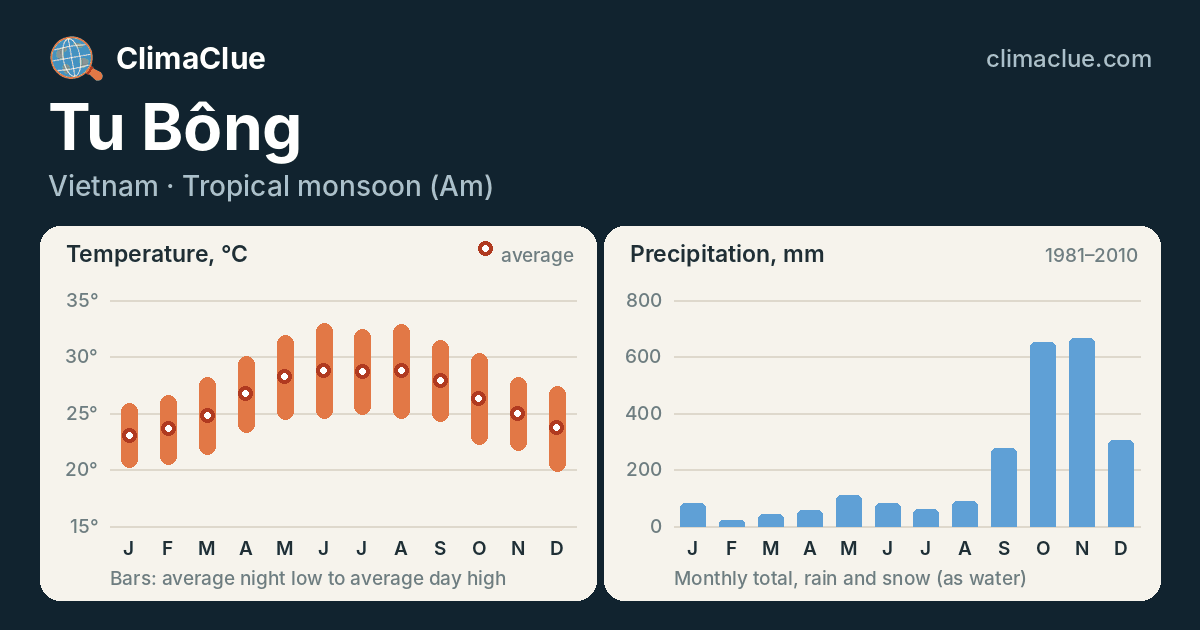 ClimaClue
climaclue.com
Tu Bông
Vietnam · Tropical monsoon (Am)
Temperature, °C
average
35°
30°
25°
20°
15°
J F M A M J J A S O N D
Bars: average night low to average day high
Precipitation, mm
1981–2010
800
600
400
200
0
J F M A M J J A S O N D
Monthly total, rain and snow (as water)